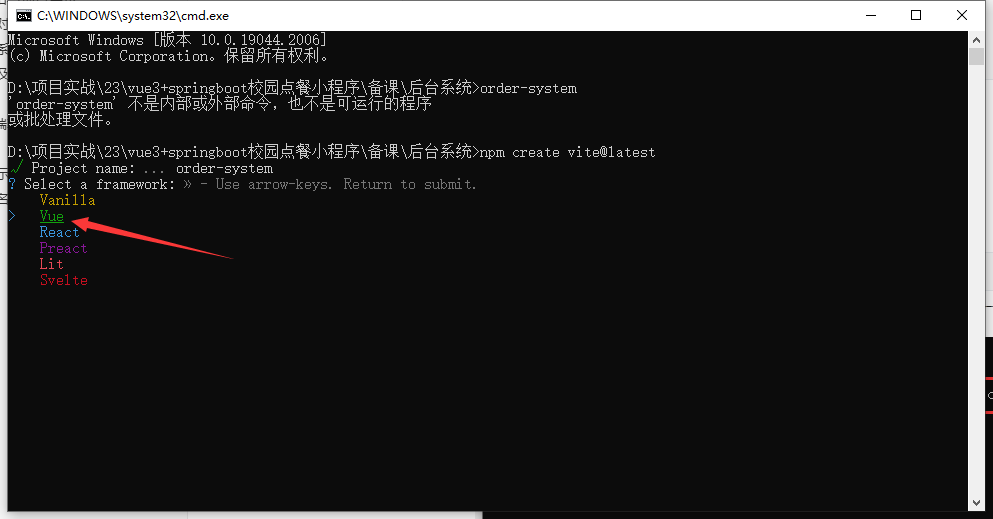 C:\WINDOWS\system32\cmd.exe
Microsoft Windows [版本 10.0.19044.2006]
(c) Microsoft Corporation。保留所有权利。
D:\项目实战\23\vue3+springboot校园点餐小程序\备课\后台系统>order-system
'order-system' 不是内部或外部命令，也不是可运行的程序
或批处理文件。
D:\项目实战\23\vue3+springboot校园点餐小程序\备课\后台系统>npm create vite@latest
√ Project name: ... order-system
? Select a framework: » - Use arrow-keys. Return to submit.
Vanilla
> Vue
React
Preact
Lit
Svelte